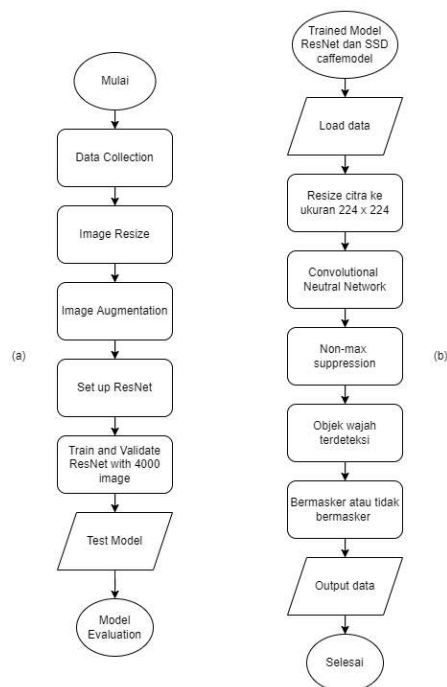 Mulai
Data Collection
Image Resize
Image Augmentation
(a)
Set up ResNet
Train and Validate
ResNet with 4000
image
Test Model
Model
Evaluation
Trained Model
ResNet dan SSD
caffemodel
Load data
Resize citra ke
ukuran 224 x 224
Convolutional
Neutral Network
Non-max
suppression
(b)
Objek wajah
terdeteksi
Bermasker atau tidak
bermasker
Output data
Selesai